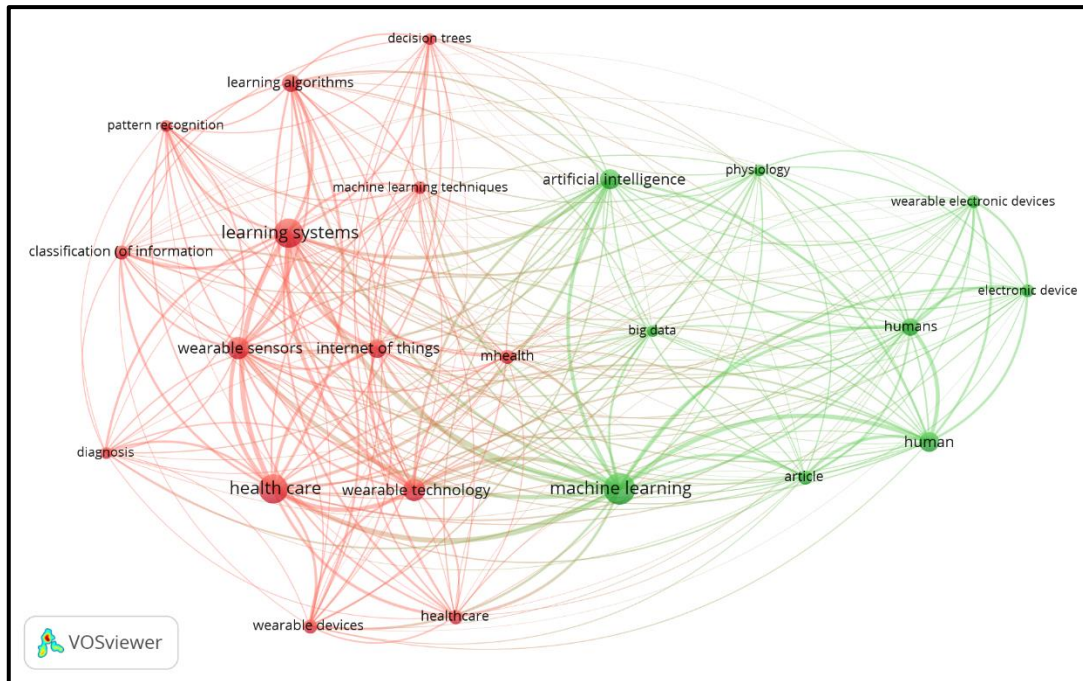 decision trees
learning algorithms
pattern recognition
artificial intelligence
physiology
machine learning techniques
wearable electronic devices
learning systems
classification (of information
electronic device
humans
big data
wearable sensors
internet of things
mhealth
human
diagnosis
article
health care
wearable technology
machine learning
healthcare
wearable devices
VOSviewer